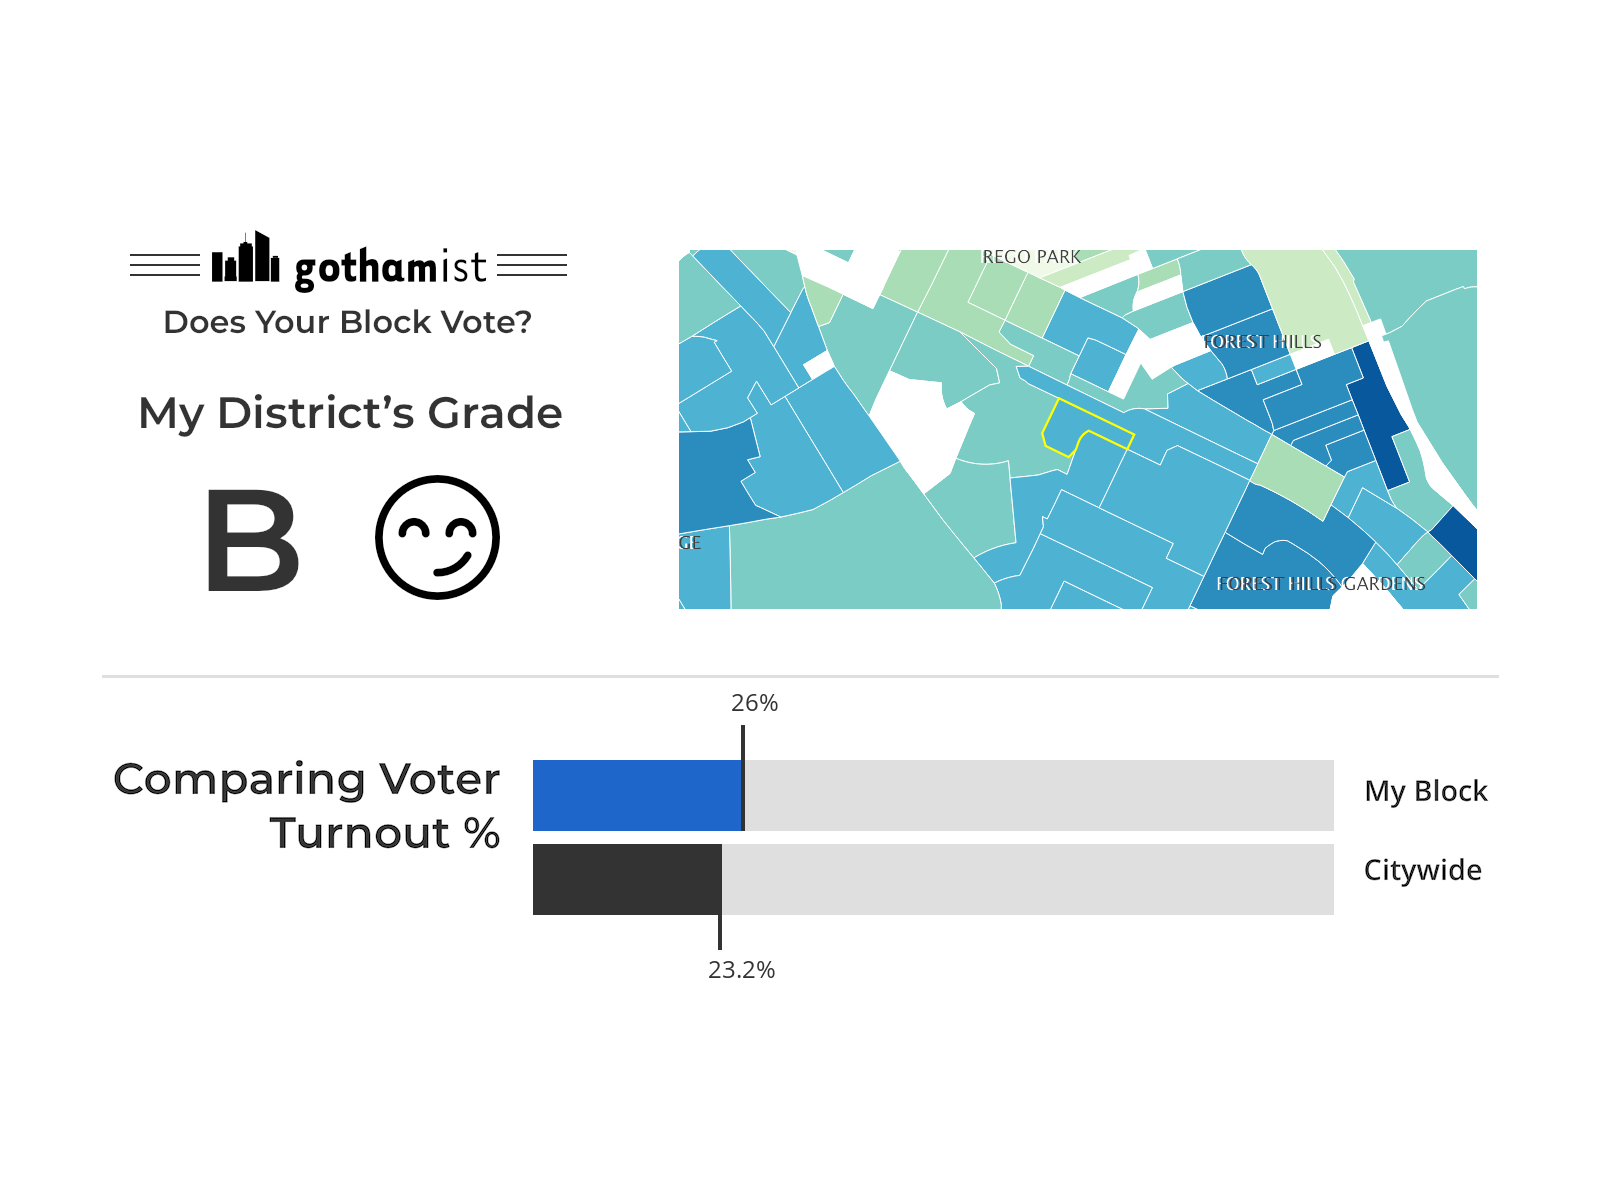 gothamist
Does Your Block Vote?
My District’s Grade
B
REGO PARK
FOREST HILLS
GE
FOREST HILLS GARDENS
26%
Comparing Voter
Turnout %
My Block
Citywide
23.2%